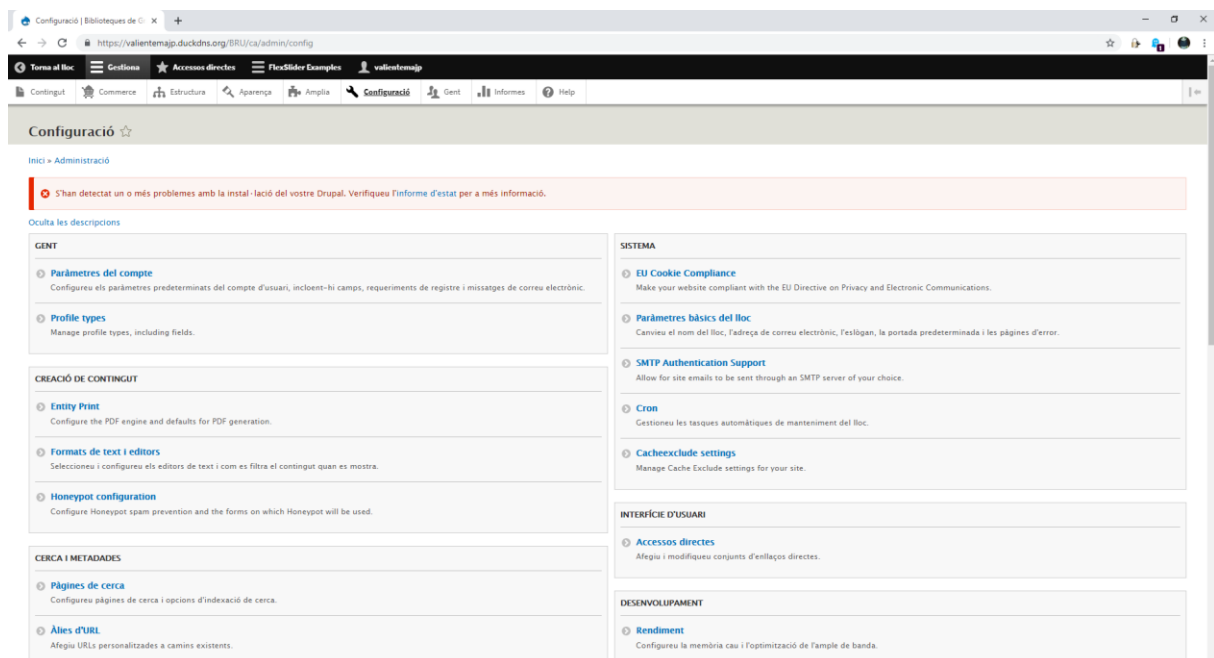 Configuració | Biblioteques de
https://valientemajp.duckdns.org/BRU/ca/admin/config
Torna al lloc Gestiona Accessos directes FlexSlider Examples valientemajp
Contingut Commerce Estructura Aparença Amplia Configuració Gent Informes Help
Configuració
Inici » Administració
S'han detectat un o més problemes amb la instal·lació del vostre Drupal. Verifiqueu l'informe d'estat per a més informació.
Oculta les descripcions
GENT
Paràmetres del compte
Configureu els paràmetres predeterminats del compte d'usuari, incloent-hi camps, requeriments de registre i missatges de correu electrònic.
Profile types
Manage profile types, including fields.
CREACIÓ DE CONTINGUT
Entity Print
Configure the PDF engine and defaults for PDF generation.
Formats de text i editors
Seleccioneu i configureu els editors de text i com es filtra el contingut quan es mostra.
Honeypot configuration
Configure Honeypot spam prevention and the forms on which Honeypot will be used.
CERCA I METADADES
Pàgines de cerca
Configureu pàgines de cerca i opcions d'indexació de cerca.
Àlies d'URL
Afegiu URLs personalitzades a camins existents.
SISTEMA
EU Cookie Compliance
Make your website compliant with the EU Directive on Privacy and Electronic Communications.
Paràmetres bàsics del lloc
Canvieu el nom del lloc, l'adreça de correu electrònic, l'eslògan, la portada predeterminada i les pàgines d'error.
SMTP Authentication Support
Allow for site emails to be sent through an SMTP server of your choice.
Cron
Gestioneu les tasques automàtiques de manteniment del lloc.
Cacheexclude settings
Manage Cache Exclude settings for your site.
INTERFÍCIE D'USUARI
Accessos directes
Afegiu i modifiqueu conjunts d'enllaços directes.
DESENVOLUPAMENT
Rendiment
Configureu la memòria cau i l'optimització de l'ample de banda.